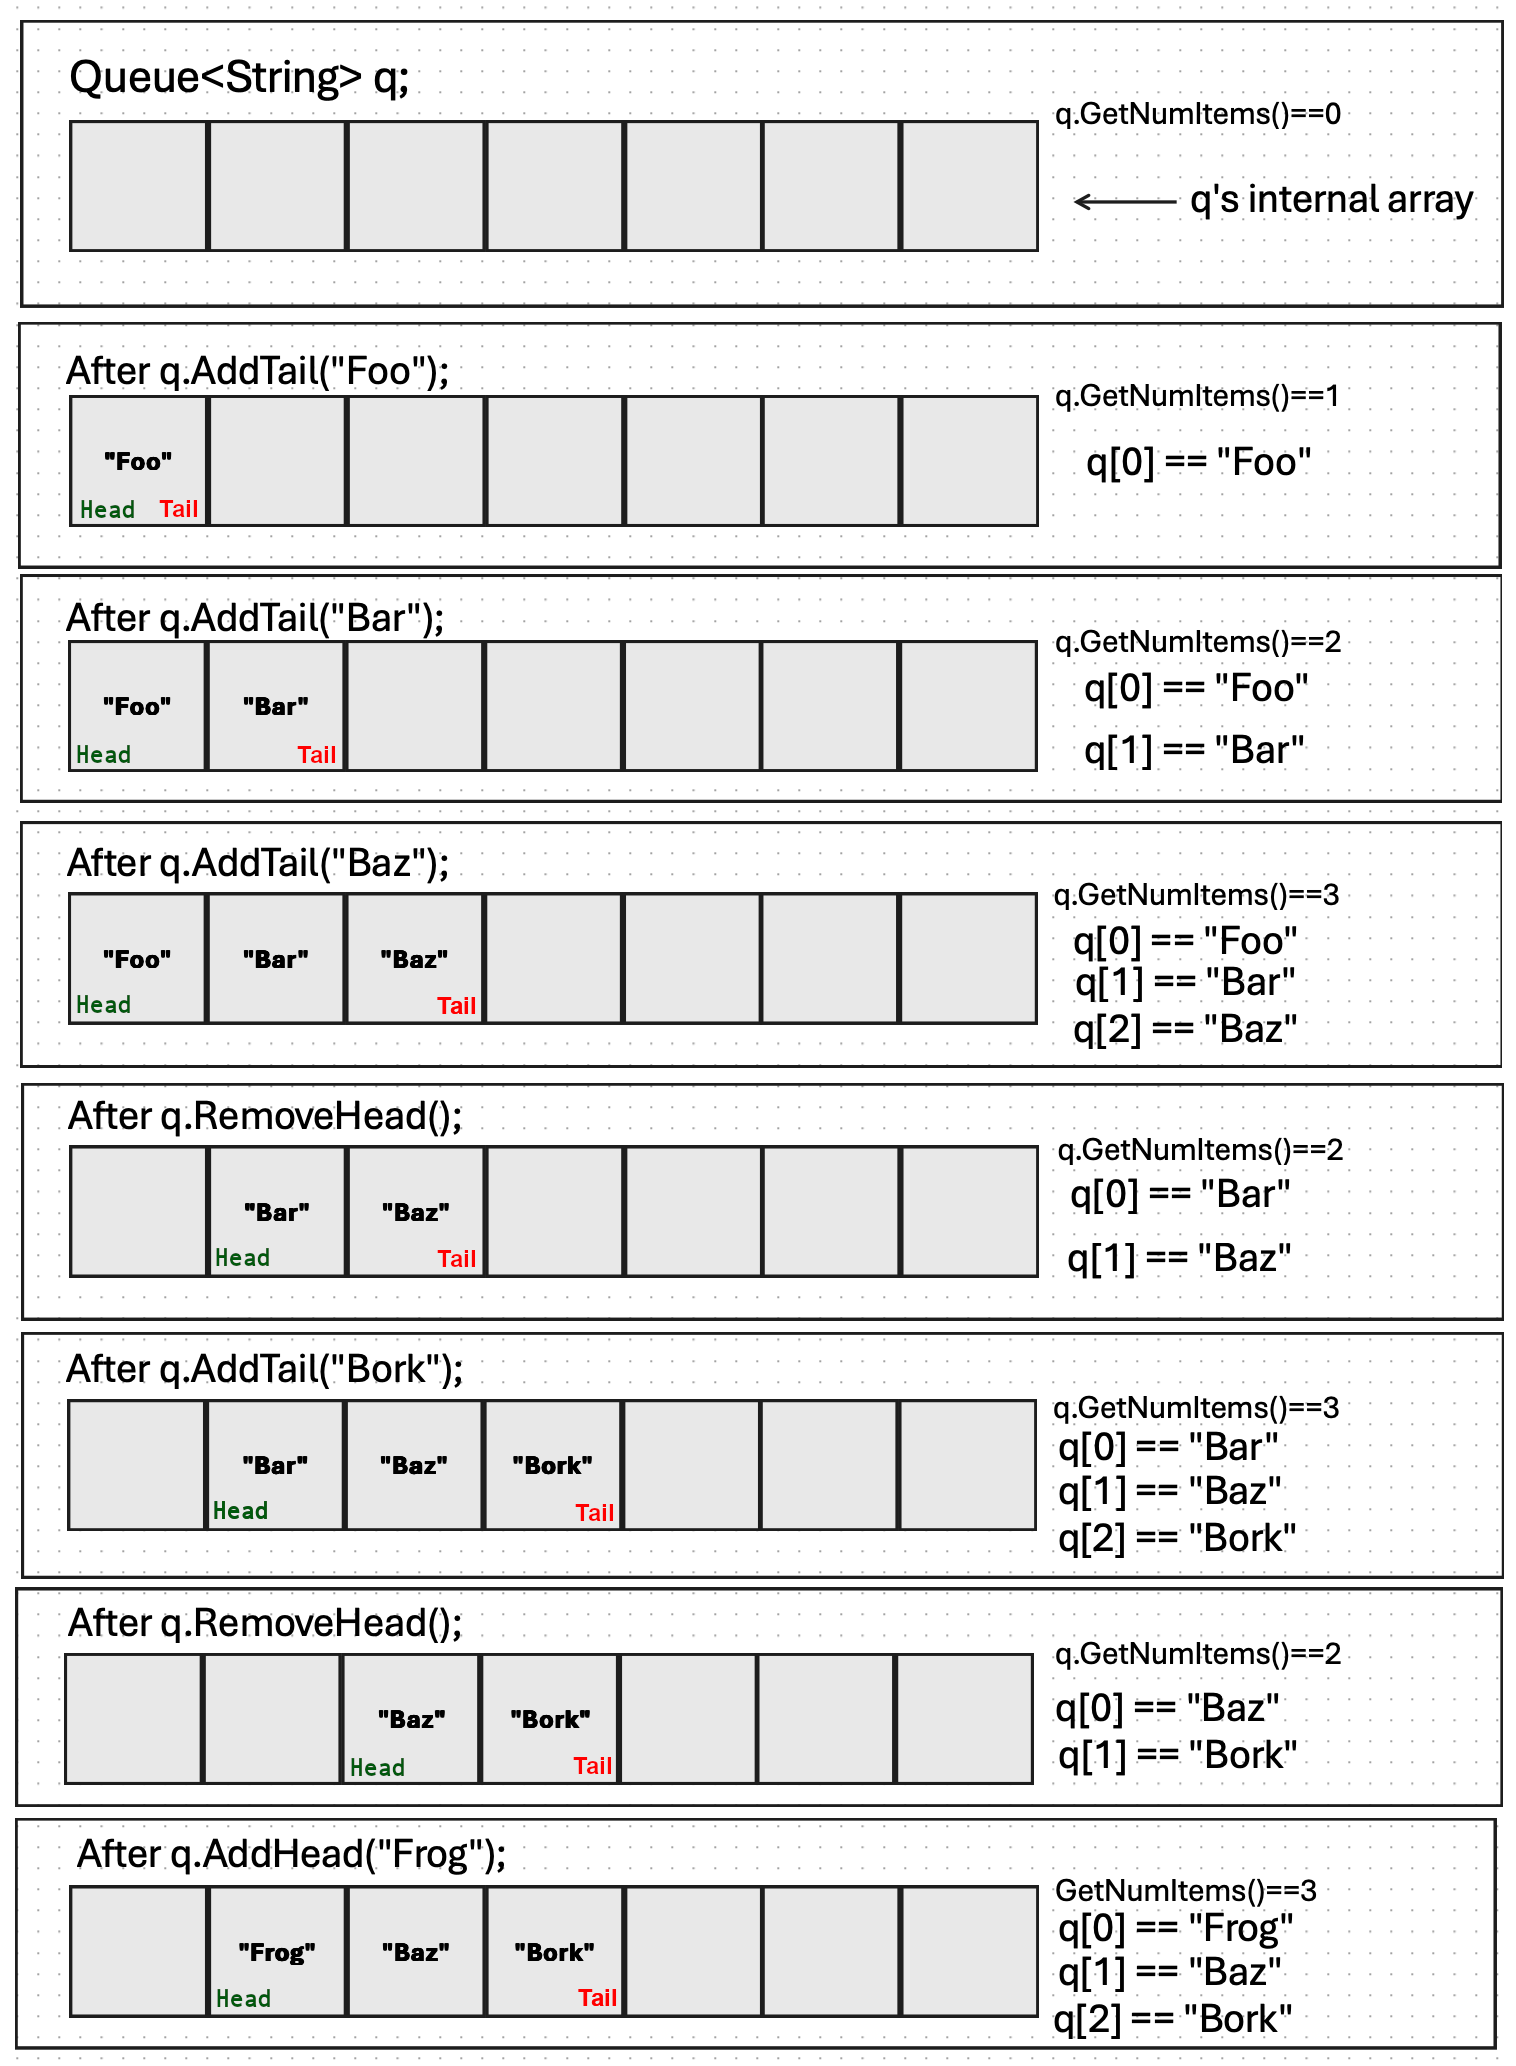 Queue<String> q;
q.GetNumItems()==0
q's internal array
After q.AddTail("Foo");
q.GetNumItems()==1
"Foo"
q[0] == "Foo"
Head Tail
After q.AddTail("Bar");
q.GetNumItems()==2
q[0] == "Foo"
"Foo" "Bar"
q[1] == "Bar"
Head Tail
After q.AddTail("Baz");
q.GetNumItems()==3
q[0] == "Foo"
"Foo" "Bar" "Baz"
q[1] == "Bar"
Head Tail
q[2] == "Baz"
After q.RemoveHead();
q.GetNumItems()==2
q[0] == "Bar"
"Bar" "Baz"
Head Tail
q[1] == "Baz"
After q.AddTail("Bork");
q.GetNumItems()==3
q[0] == "Bar"
"Bar" "Baz" "Bork"
q[1] == "Baz"
Head Tail
q[2] == "Bork"
After q.RemoveHead();
q.GetNumItems()==2
q[0] == "Baz"
"Baz" "Bork"
q[1] == "Bork"
Head Tail
After q.AddHead("Frog");
GetNumItems()==3
q[0] == "Frog"
"Frog" "Baz" "Bork"
q[1] == "Baz"
Head Tail
q[2] == "Bork"